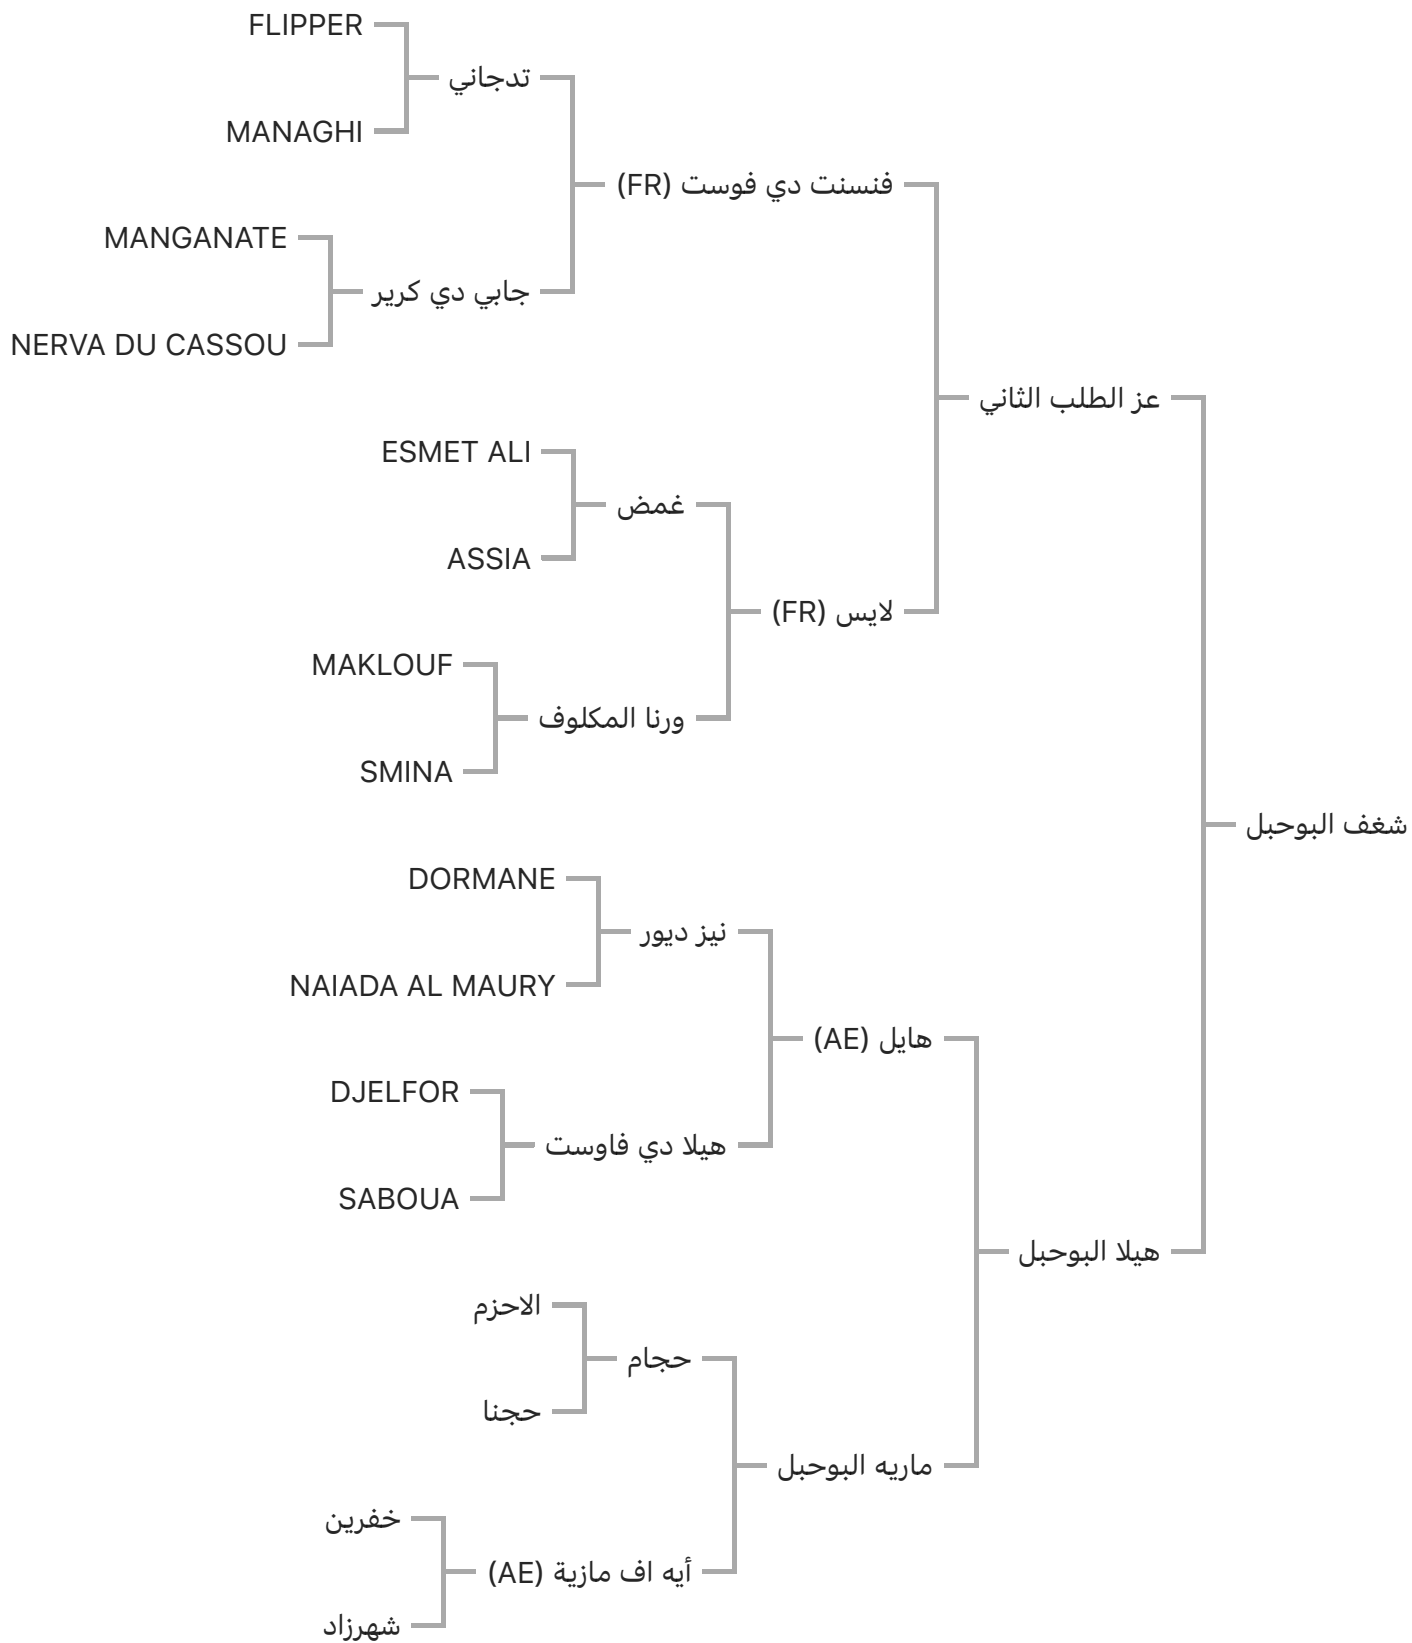 FLIPPER
تدجاني
MANAGHI
فنسنت دي فوست (FR)
MANGANATE
جابي دي كرير
NERVA DU CASSOU
عز الطلب الثاني
ESMET ALI
غمض
ASSIA
لايس (FR)
MAKLOUF
ورنا المكلوف
SMINA
شغف البوحبل
DORMANE
نيز ديور
NAIADA AL MAURY
هايل (AE)
DJELFOR
هيلا دي فاوست
SABOUA
هيلا البوحبل
الاحزم
حجام
حجنا
ماريه البوحبل
خفرين
أيه اف مازية (AE)
شهرزاد